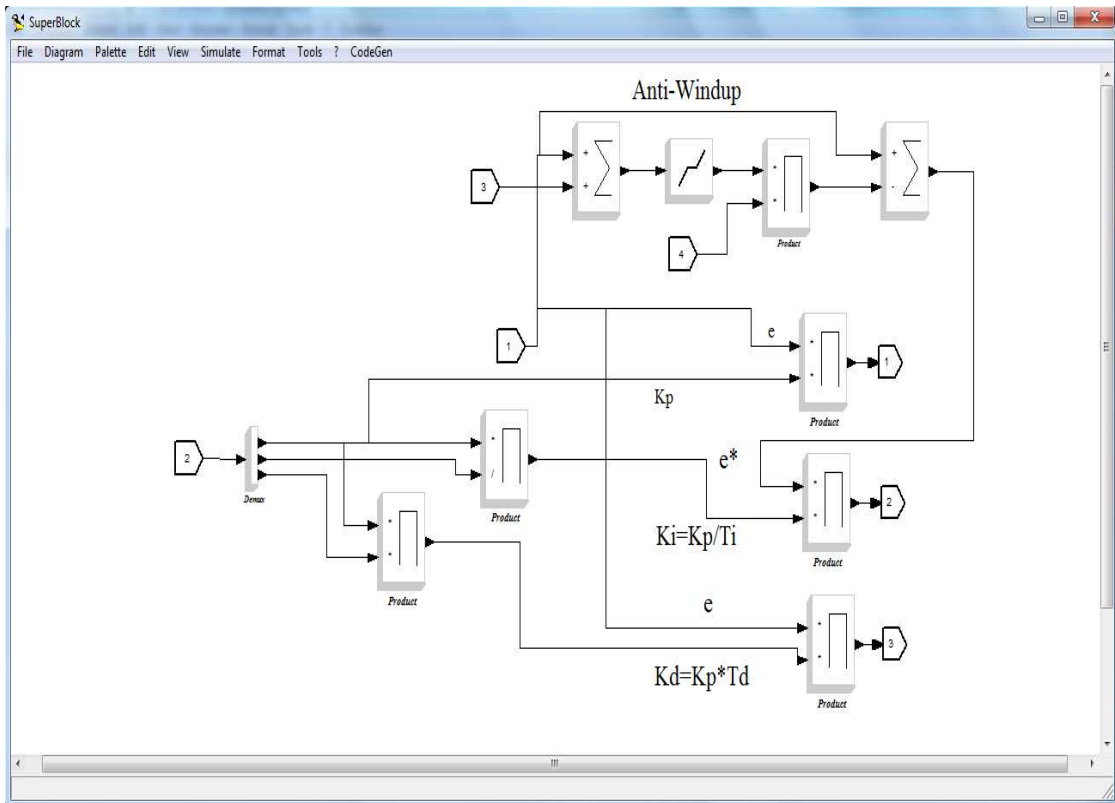 SuperBlock
File Diagram Palette Edit View Simulate Format Tools ? CodeGen
Anti-Windup
+
+
3
*
*
Product
4
+
-
1
e
*
*
Product
1
Kp
2
Demux
*
/
Product
e*
*
*
Product
2
Ki=Kp/Ti
*
*
Product
e
*
*
Product
3
Kd=Kp*Td